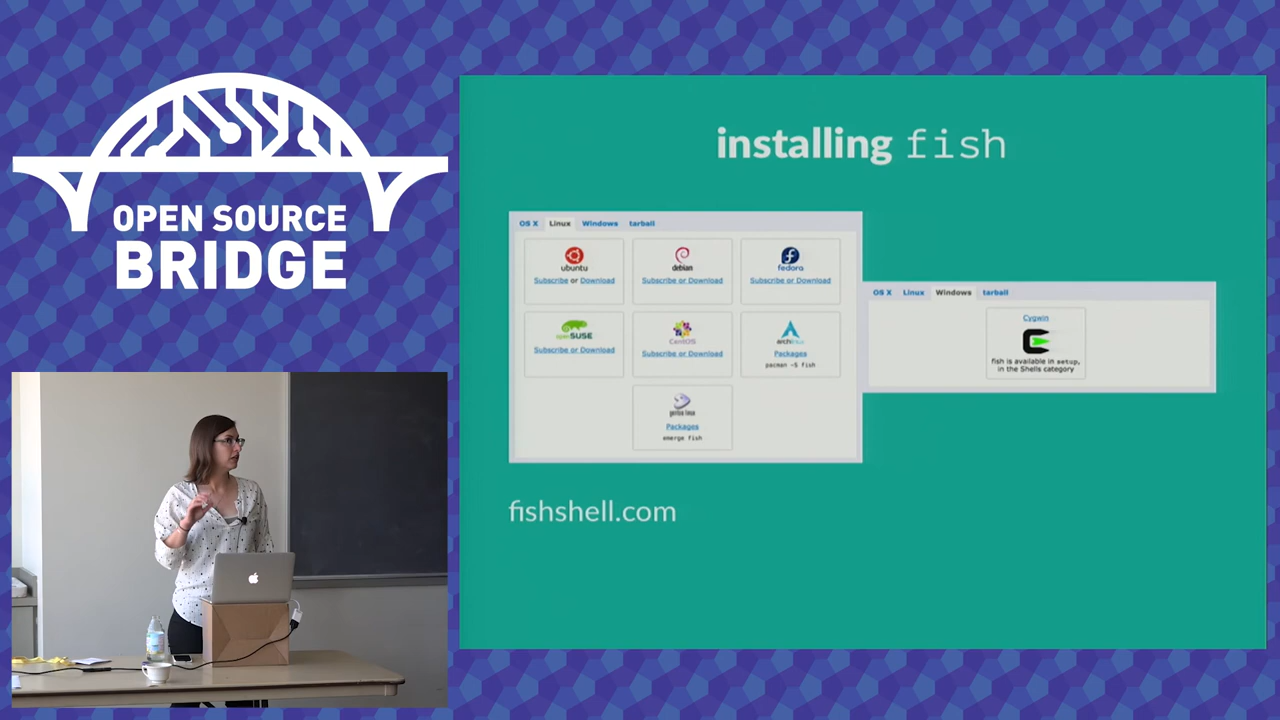 OPEN SOURCE
BRIDGE
installing fish
OS X Linux Windows tarball
ubuntu
Subscribe or Download
debian
Subscribe or Download
fedora
Subscribe or Download
openSUSE
Subscribe or Download
CentOS
Subscribe or Download
archlinux
Packages
pacman -S fish
gentoo linux
Packages
emerge fish
OS X Linux Windows tarball
Cygwin
fish is available in setup,
in the Shells category
fishshell.com